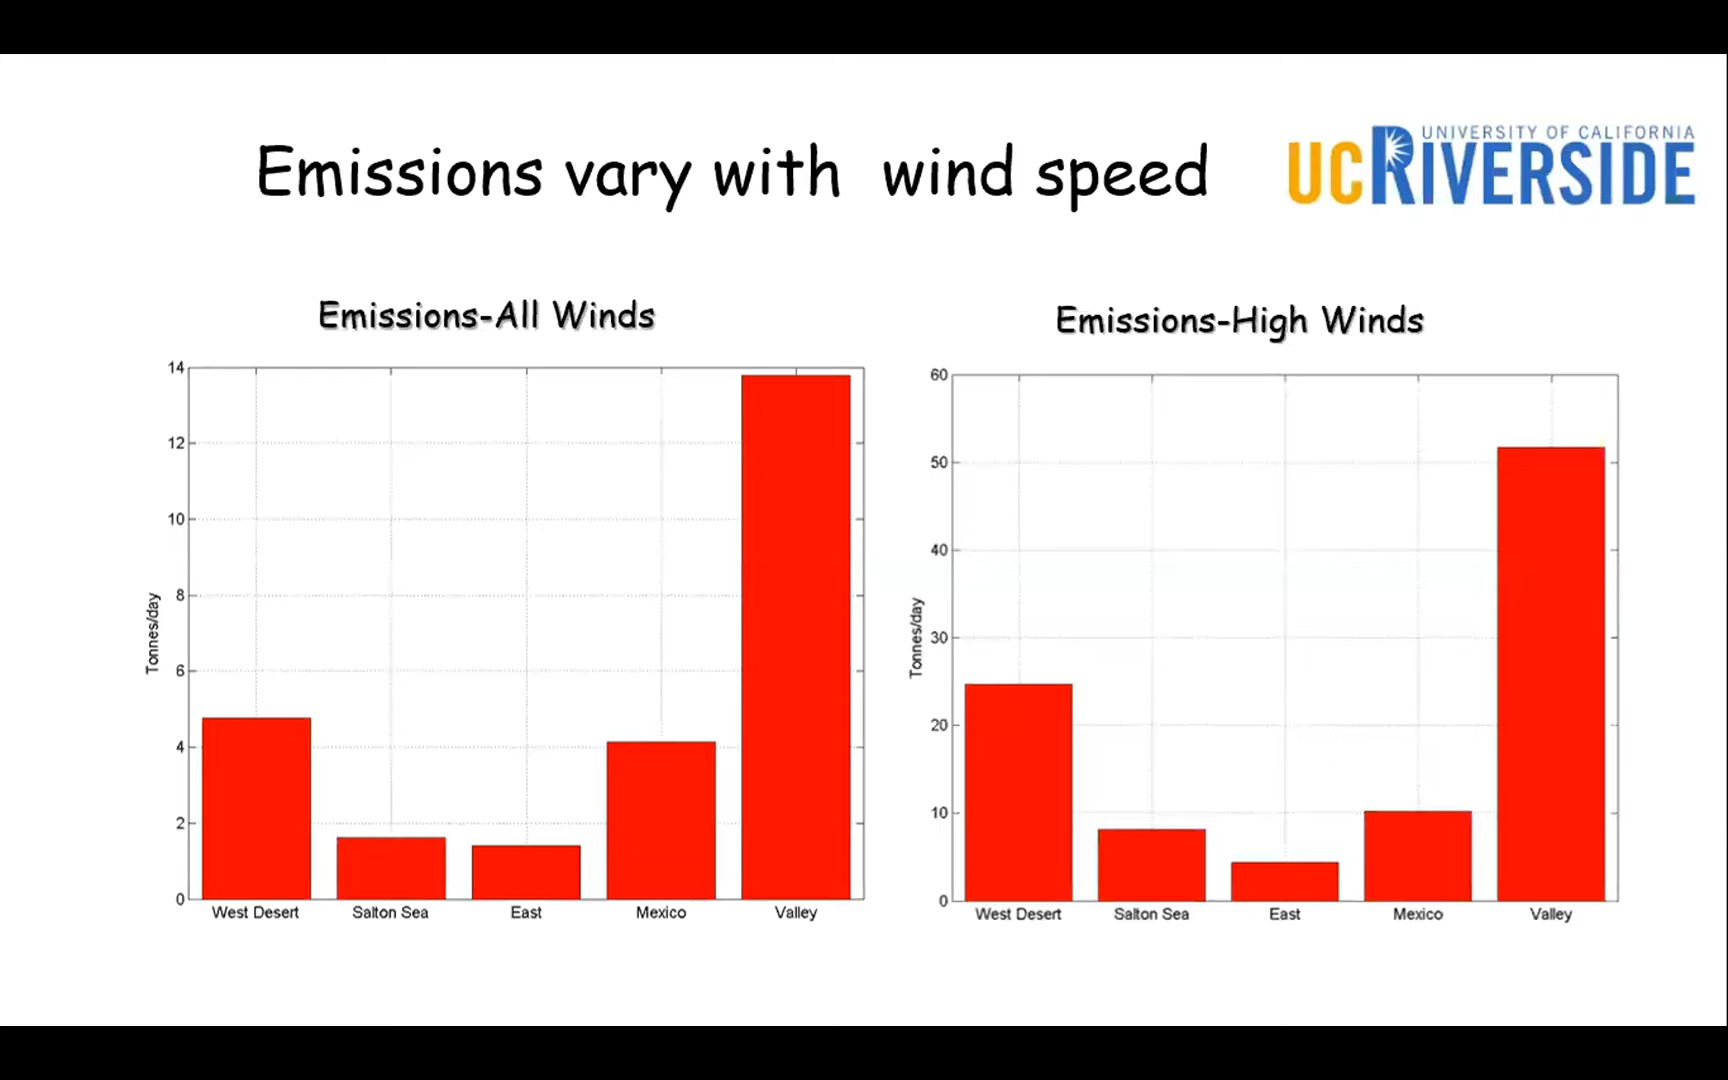 Emissions vary with  wind speed
UNIVERSITY OF CALIFORNIA
UCRIVERSIDE
Emissions-All Winds
14
12
10
8
6
4
2
0
Tonnes/day
West Desert Salton Sea East Mexico Valley
Emissions-High Winds
60
50
40
30
20
10
0
Tonnes/day
West Desert Salton Sea East Mexico Valley